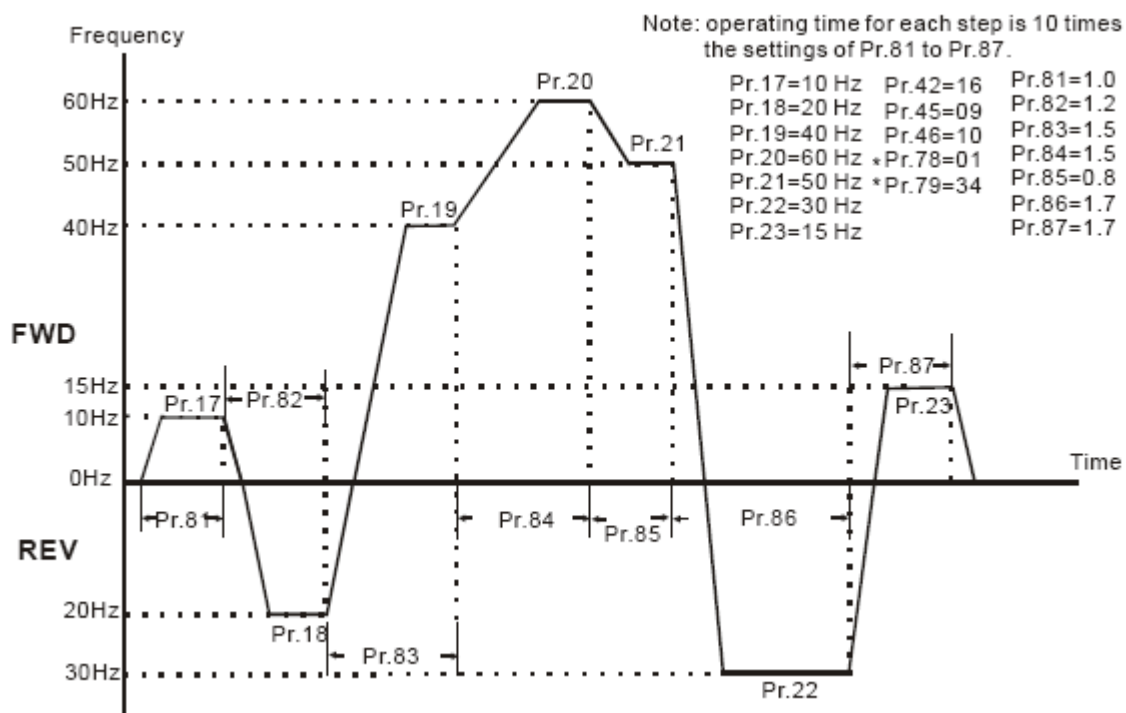 Note: operating time for each step is 10 times
the settings of Pr.81 to Pr.87.
Frequency
Pr.17=10 Hz Pr.42=16 Pr.81=1.0
Pr.18=20 Hz Pr.45=09 Pr.82=1.2
Pr.19=40 Hz Pr.46=10 Pr.83=1.5
Pr.20=60 Hz *Pr.78=01 Pr.84=1.5
Pr.21=50 Hz *Pr.79=34 Pr.85=0.8
Pr.22=30 Hz Pr.86=1.7
Pr.23=15 Hz Pr.87=1.7
Pr.20
60Hz
Pr.21
50Hz
Pr.19
40Hz
FWD
Pr.87
15Hz
Pr.17 Pr.82 Pr.23
10Hz
0Hz
Time
Pr.81 Pr.84 Pr.85 Pr.86
REV
20Hz
Pr.18
Pr.83
30Hz
Pr.22